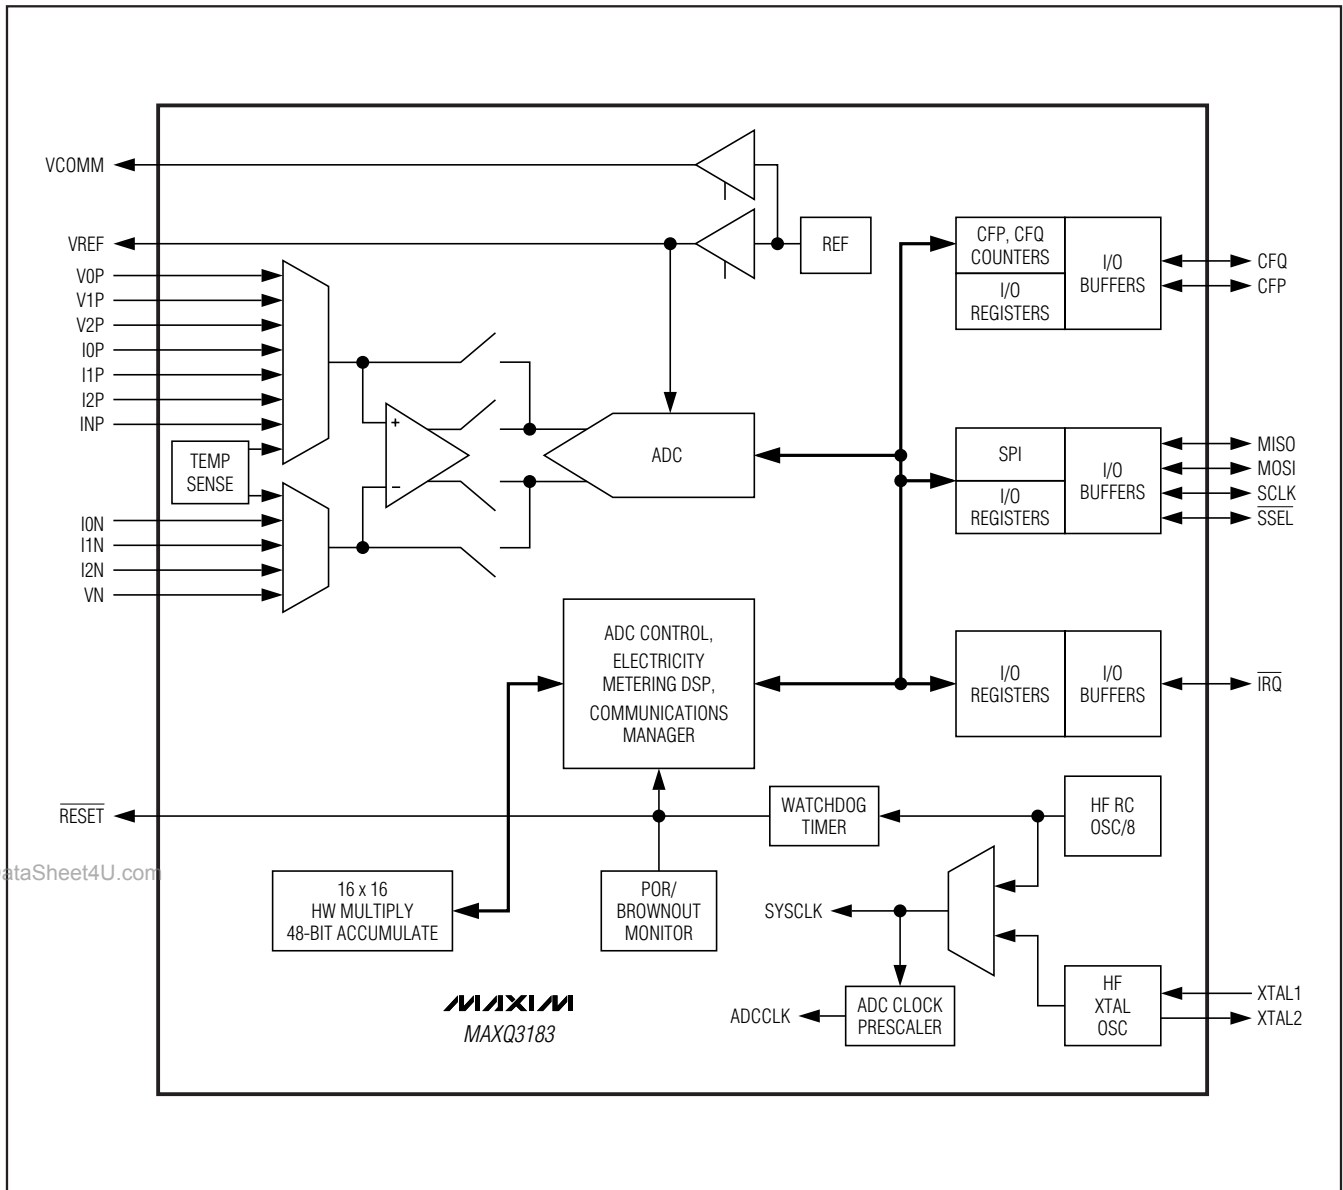 VCOMM
VREF
REF
V0P
V1P
V2P
I0P
I1P
I2P
INP
TEMP
SENSE
I0N
I1N
I2N
VN
+
−
ADC
CFP, CFQ
COUNTERS
I/O
REGISTERS
I/O
BUFFERS
CFQ
CFP
SPI
I/O
REGISTERS
I/O
BUFFERS
MISO
MOSI
SCLK
SSEL
ADC CONTROL,
ELECTRICITY
METERING DSP,
COMMUNICATIONS
MANAGER
I/O
REGISTERS
I/O
BUFFERS
IRQ
RESET
WATCHDOG
TIMER
HF RC
OSC/8
16 x 16
HW MULTIPLY
48-BIT ACCUMULATE
POR/
BROWNOUT
MONITOR
SYSCLK
ADCCLK
ADC CLOCK
PRESCALER
HF
XTAL
OSC
XTAL1
XTAL2
MAXIM
MAXQ3183
ataSheet4U.com